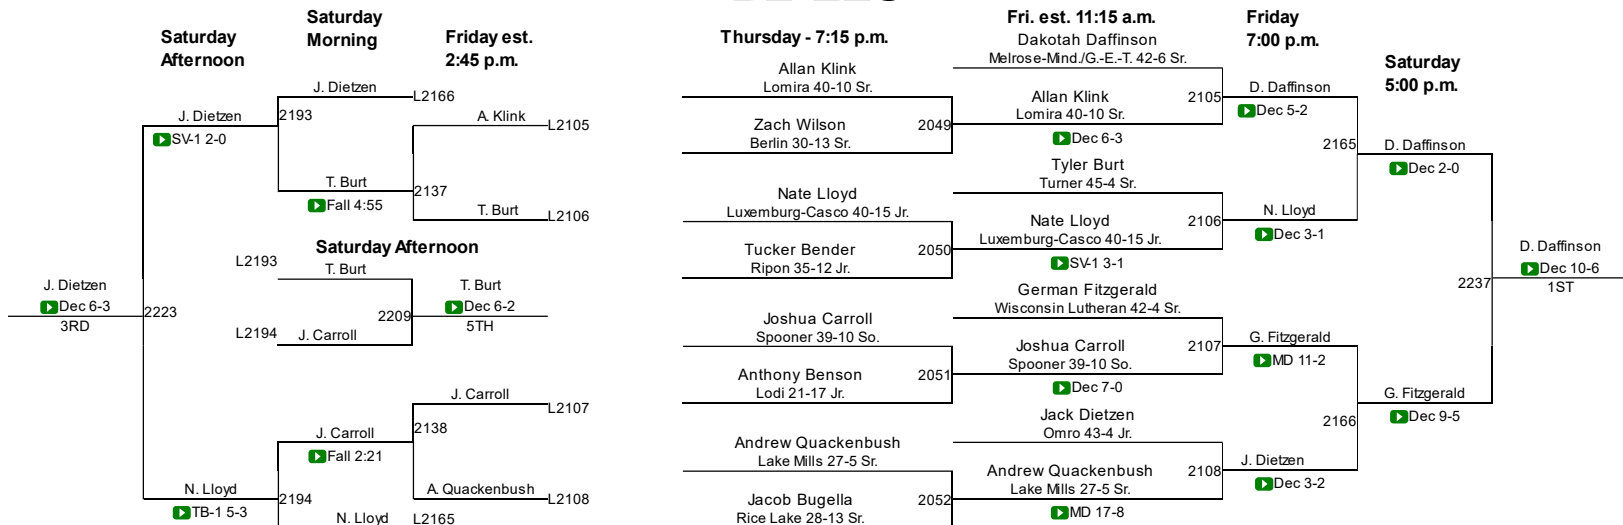 Saturday
Afternoon
Saturday
Morning
Friday est.
2:45 p.m.
J. Dietzen
L2166
J. Dietzen
2193
SV-1 2-0
A. Klink
L2105
T. Burt
2137
Fall 4:55
T. Burt
L2106
Saturday Afternoon
L2193
T. Burt
J. Dietzen
Dec 6-3
3RD
2223
T. Burt
Dec 6-2
5TH
2209
L2194
J. Carroll
J. Carroll
L2107
J. Carroll
2138
Fall 2:21
N. Lloyd
2194
TB-1 5-3
A. Quackenbush
L2108
N. Lloyd
L2165
Thursday - 7:15 p.m.
Allan Klink
Lomira 40-10 Sr.
Zach Wilson
Berlin 30-13 Sr.
2049
Nate Lloyd
Luxemburg-Casco 40-15 Jr.
Tucker Bender
Ripon 35-12 Jr.
2050
Joshua Carroll
Spooner 39-10 So.
Anthony Benson
Lodi 21-17 Jr.
2051
Andrew Quackenbush
Lake Mills 27-5 Sr.
Jacob Bugella
Rice Lake 28-13 Sr.
2052
Fri. est. 11:15 a.m.
Dakotah Daffinson
Melrose-Mind./G.-E.-T. 42-6 Sr.
Allan Klink
Lomira 40-10 Sr.
2105
Dec 6-3
Tyler Burt
Turner 45-4 Sr.
Nate Lloyd
Luxemburg-Casco 40-15 Jr.
2106
SV-1 3-1
German Fitzgerald
Wisconsin Lutheran 42-4 Sr.
Joshua Carroll
Spooner 39-10 So.
2107
Dec 7-0
Jack Dietzen
Omro 43-4 Jr.
Andrew Quackenbush
Lake Mills 27-5 Sr.
2108
MD 17-8
Friday
7:00 p.m.
D. Daffinson
Dec 5-2
2165
N. Lloyd
Dec 3-1
G. Fitzgerald
MD 11-2
2166
J. Dietzen
Dec 3-2
Saturday
5:00 p.m.
D. Daffinson
Dec 2-0
2237
G. Fitzgerald
Dec 9-5
D. Daffinson
Dec 10-6
1ST